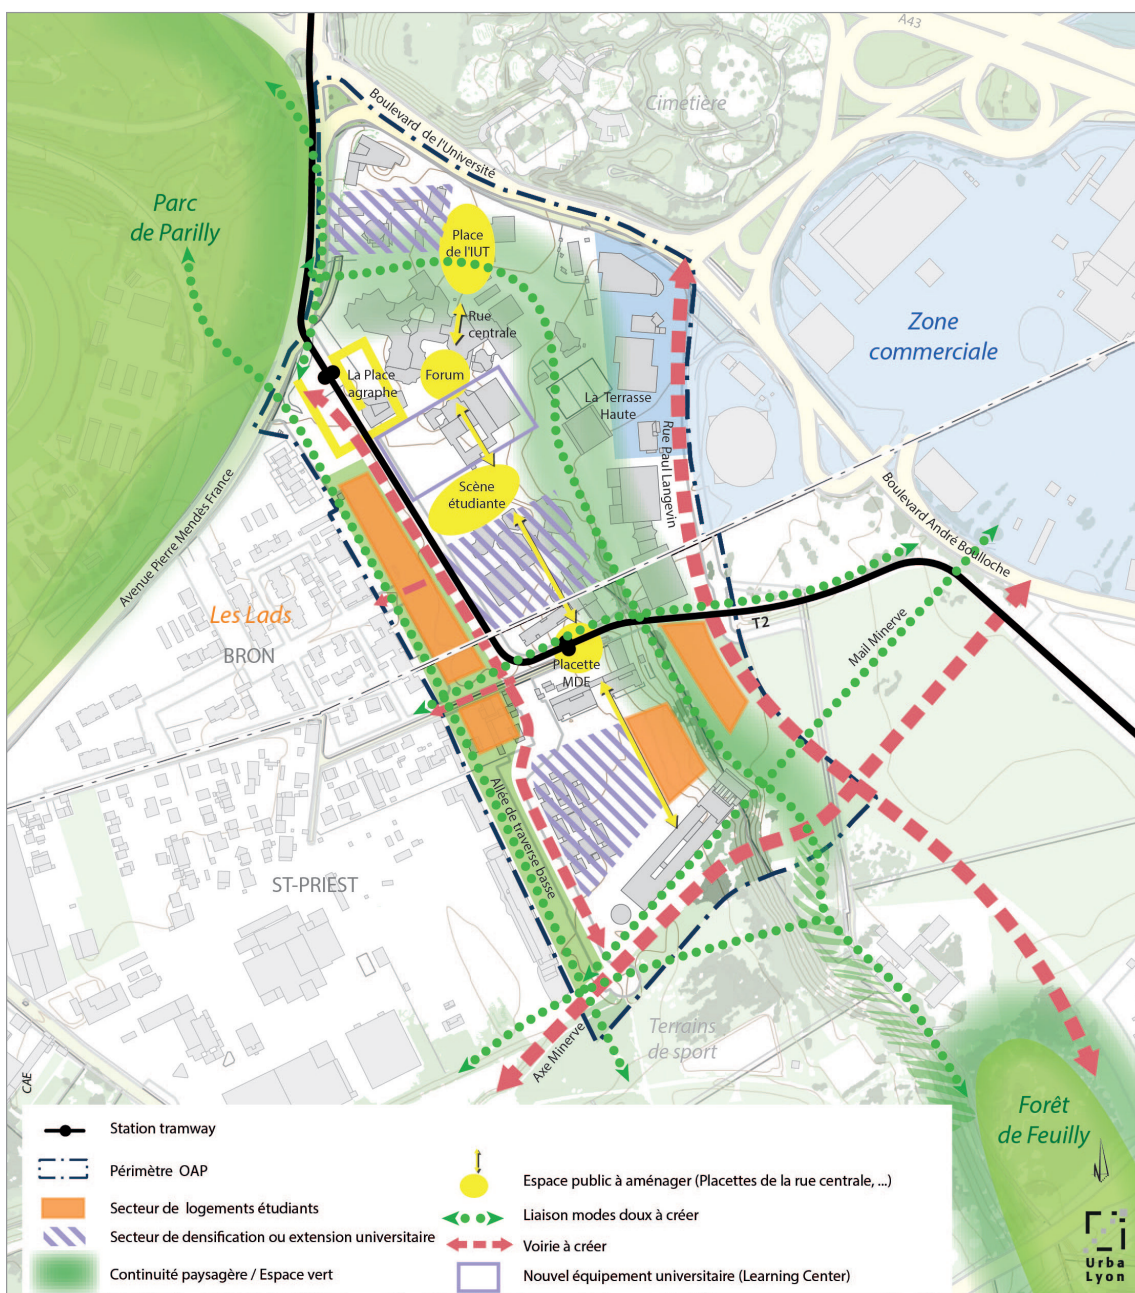 A43
Cimetière
Boulevard de l'Université
Parc
de Parilly
Place
de l'IUT
Rue
centrale
Zone
commerciale
La Place
agraphe
Forum
La Terrasse
Haute
Rue Paul Langevin
Scène
étudiante
Avenue Pierre Mendès France
Boulevard André Boulloche
Les Lads
BRON
T2
Mail Minerve
Placette
MDE
Allée de traverse basse
ST-PRIEST
Axe Minerve
Terrains
de sport
CAE
Forêt
de Feuilly
Station tramway
Périmètre OAP
Secteur de logements étudiants
Secteur de densification ou extension universitaire
Continuité paysagère / Espace vert
Espace public à aménager (Placettes de la rue centrale, ...)
Liaison modes doux à créer
Voirie à créer
Nouvel équipement universitaire (Learning Center)
N
Urba
Lyon